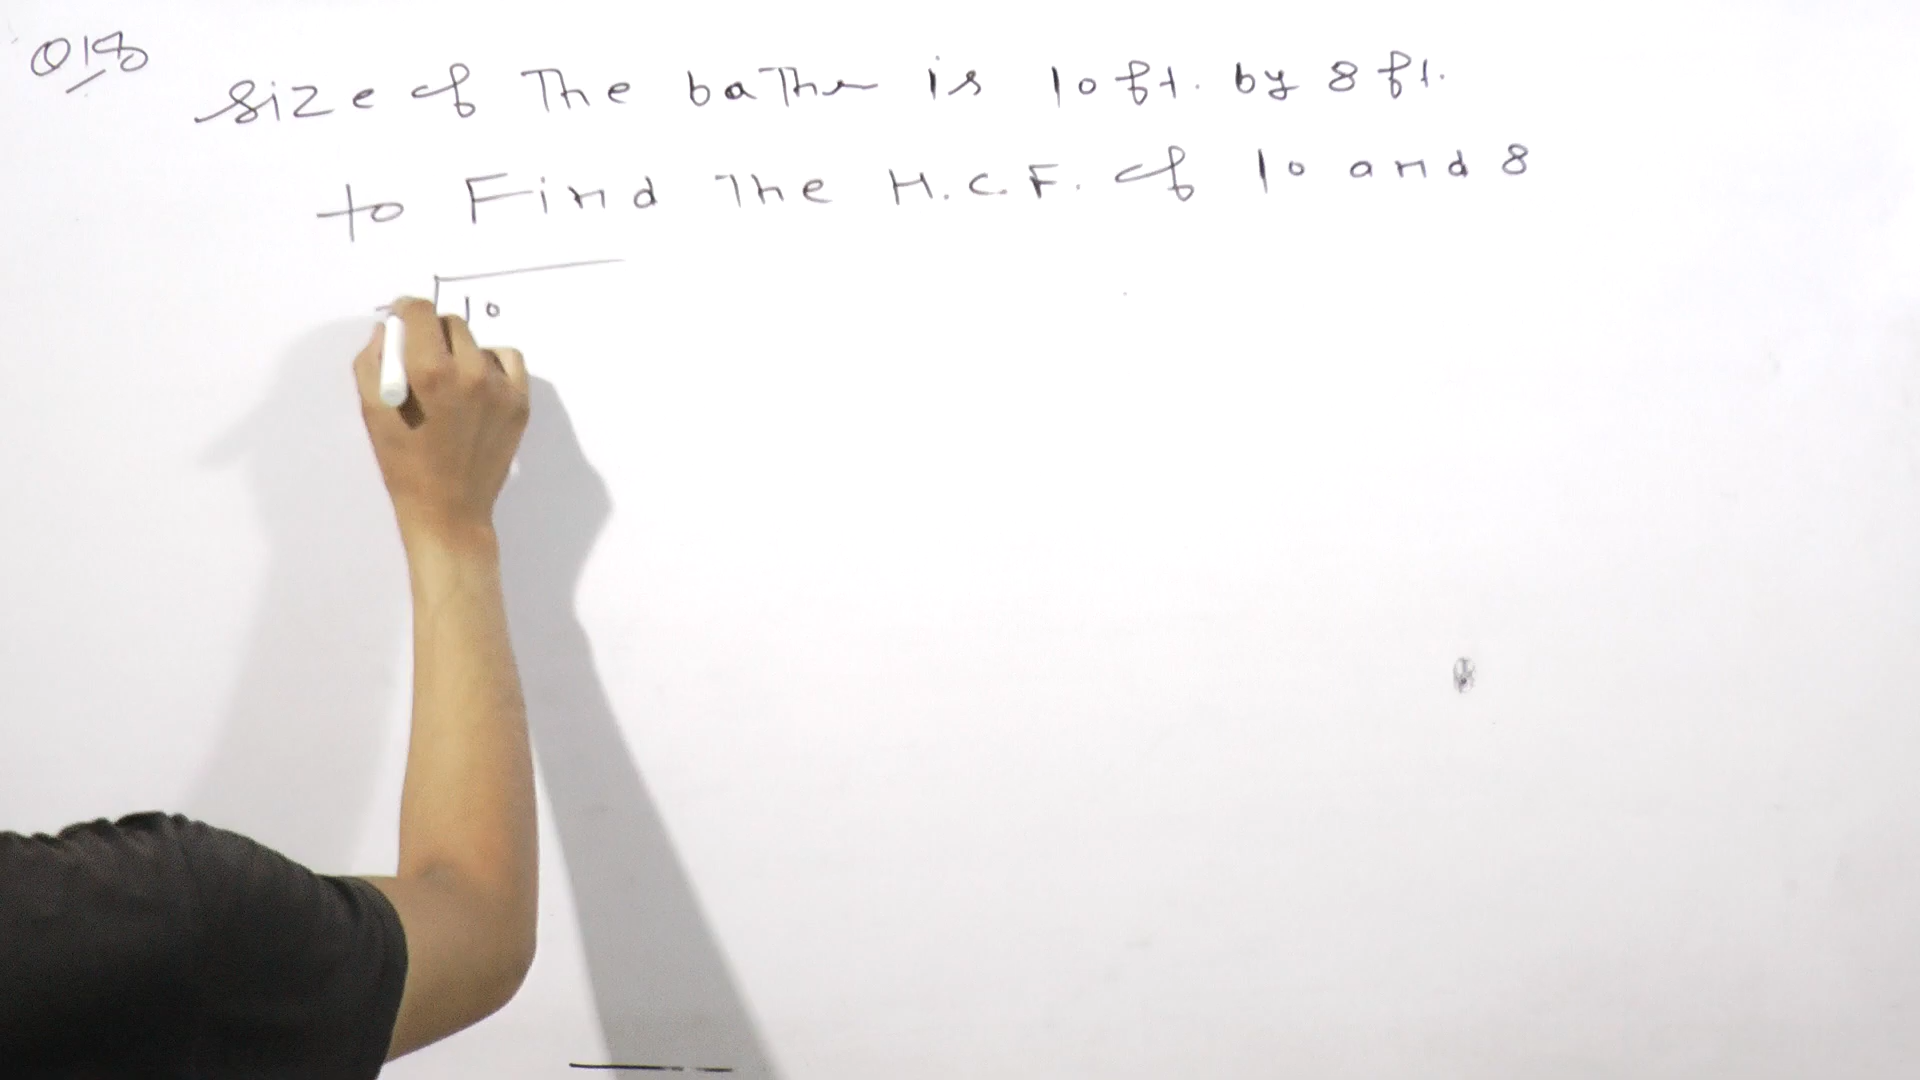 Q18
Size of The bathr is 10 ft. by 8 ft.
to Find The H.C.F. of 10 and 8
10